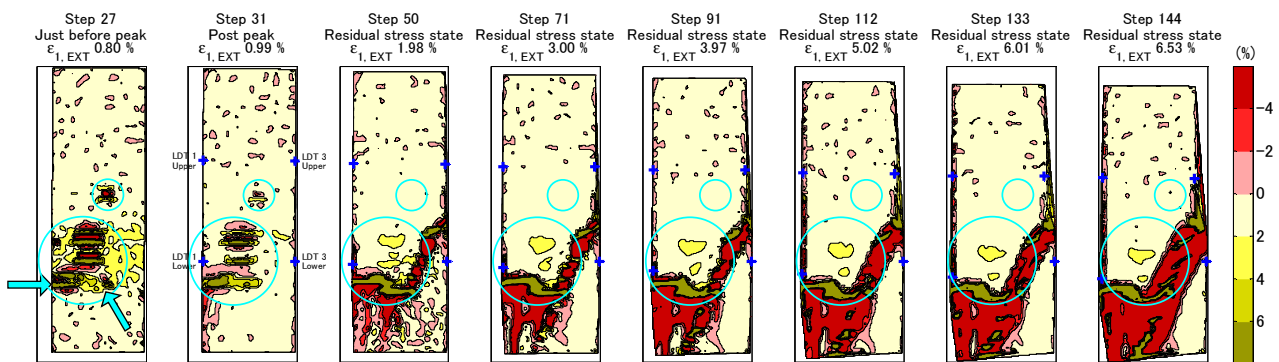 Step 27
Just before peak
ε1, EXT 0.80 %
Step 31
Post peak
ε1, EXT 0.99 %
Step 50
Residual stress state
ε1, EXT 1.98 %
Step 71
Residual stress state
ε1, EXT 3.00 %
Step 91
Residual stress state
ε1, EXT 3.97 %
Step 112
Residual stress state
ε1, EXT 5.02 %
Step 133
Residual stress state
ε1, EXT 6.01 %
Step 144
Residual stress state
ε1, EXT 6.53 %
LDT 1
Upper
LDT 3
Upper
LDT 1
Lower
LDT 3
Lower
(%)
-4
-2
0
2
4
6